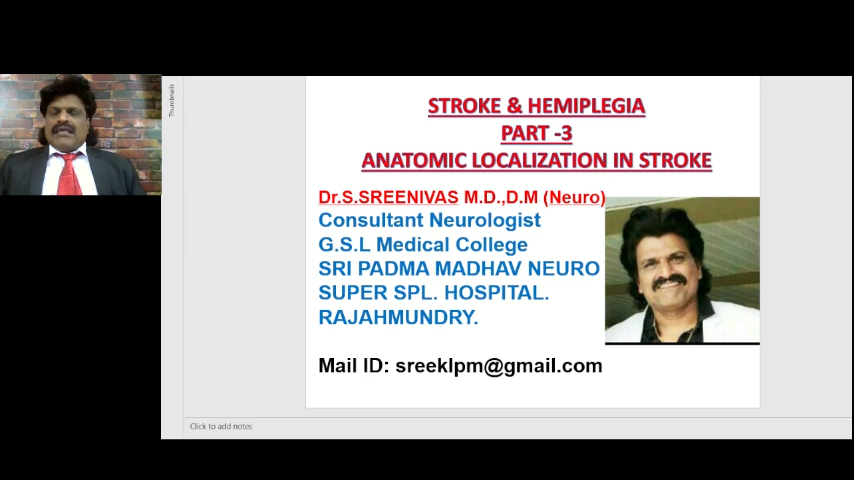 Thumbnails
STROKE & HEMIPLEGIA
PART -3
ANATOMIC LOCALIZATION IN STROKE
Dr.S.SREENIVAS M.D.,D.M (Neuro)
Consultant Neurologist
G.S.L Medical College
SRI PADMA MADHAV NEURO
SUPER SPL. HOSPITAL.
RAJAHMUNDRY.
Mail ID: sreeklpm@gmail.com
Click to add notes